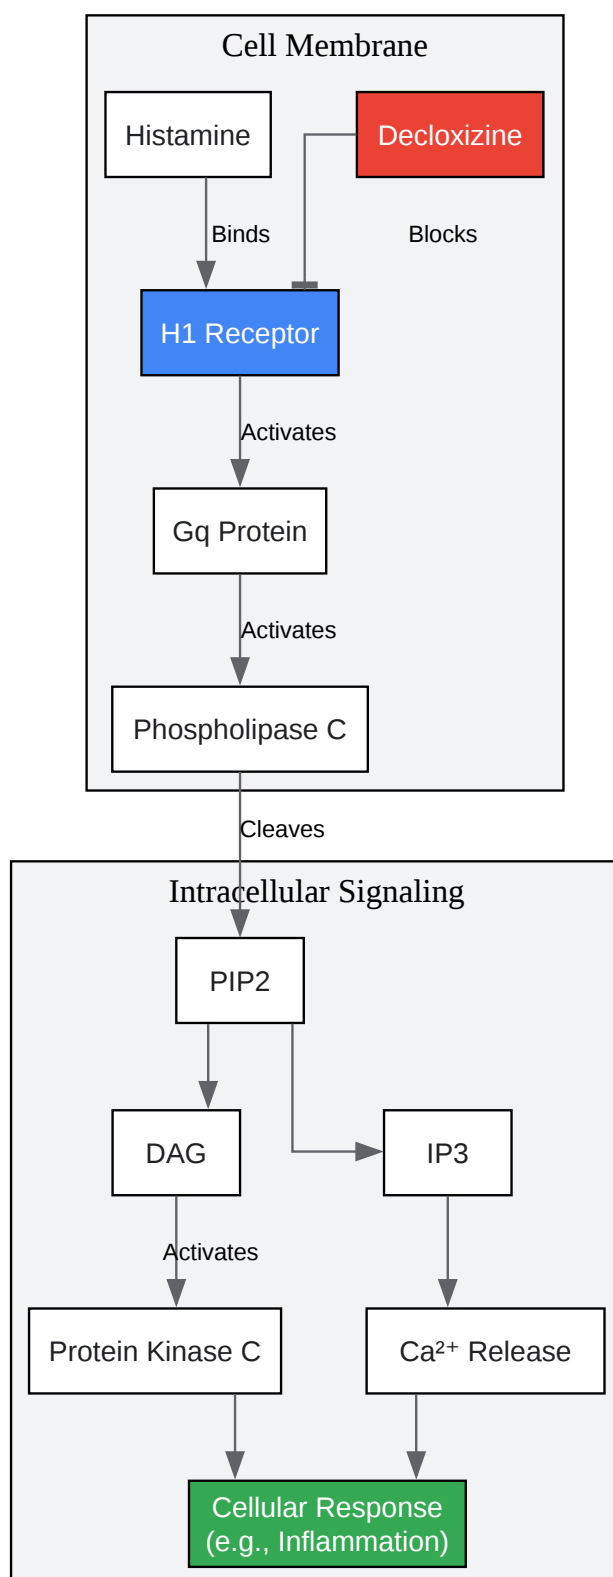 Cell Membrane
Histamine
Decloxizine
Binds
Blocks
H1 Receptor
Activates
Gq Protein
Activates
Phospholipase C
Cleaves
Intracellular Signaling
PIP2
DAG
IP3
Activates
Protein Kinase C
Ca²⁺ Release
Cellular Response
(e.g., Inflammation)